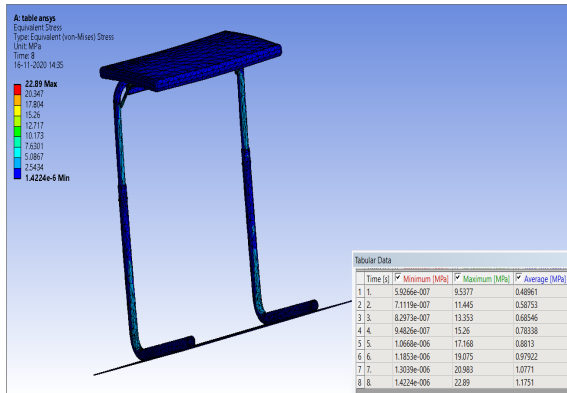 A: table ansys
Equivalent Stress
Type: Equivalent (von-Mises) Stress
Unit: MPa
Time: 8
16-11-2020 14:35
22.89 Max
20.347
17.804
15.26
12.717
10.173
7.6301
5.0867
2.5434
1.4224e-6 Min
Tabular Data
Time [s] Minimum [MPa] Maximum [MPa] Average [MPa]
1 1. 5.9266e-007 9.5377 0.48961
2 2. 7.1119e-007 11.445 0.58753
3 3. 8.2973e-007 13.353 0.68546
4 4. 9.4826e-007 15.26 0.78338
5 5. 1.0668e-006 17.168 0.8813
6 6. 1.1853e-006 19.075 0.97922
7 7. 1.3039e-006 20.983 1.0771
8 8. 1.4224e-006 22.89 1.1751